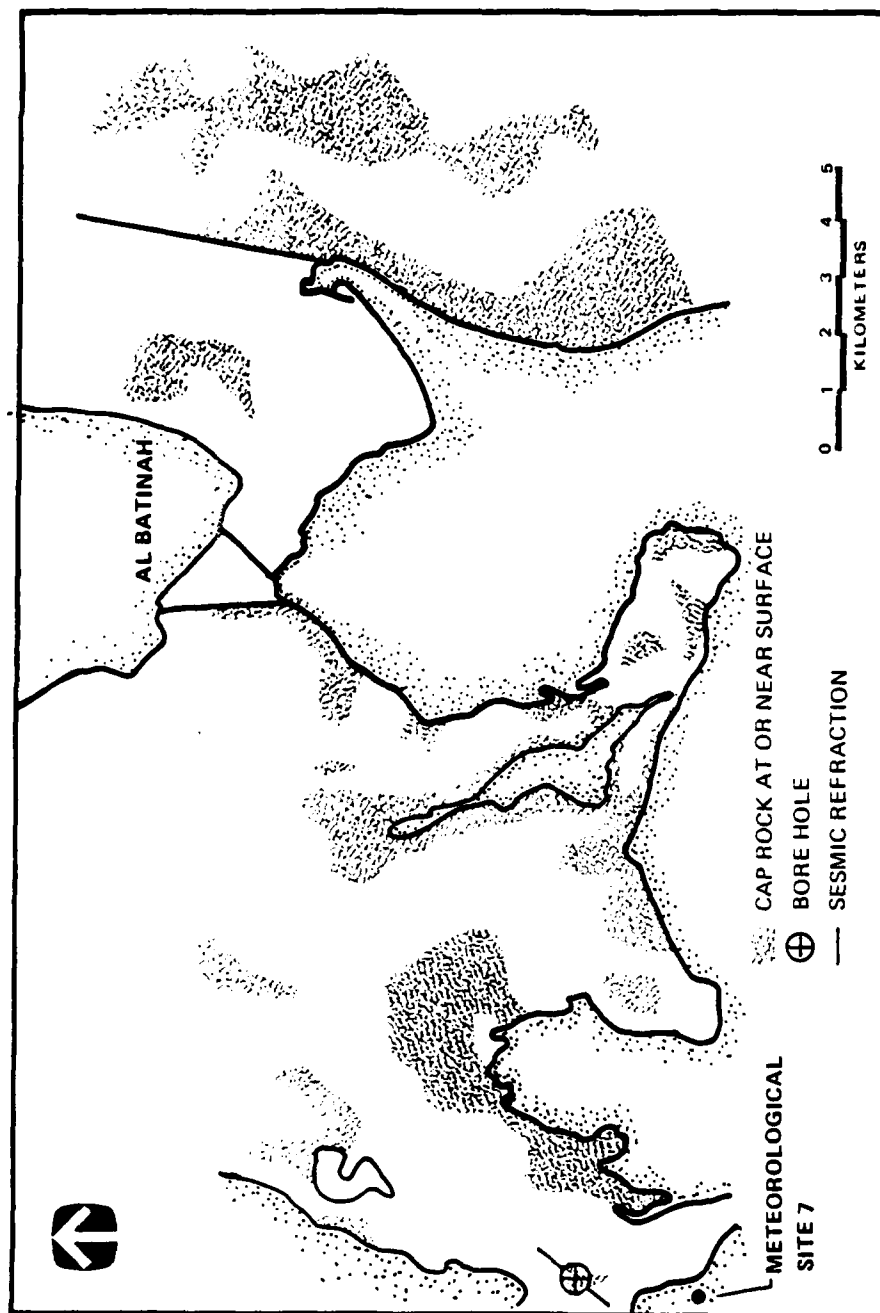 AL BATINAH
0 1 2 3 4 5
KILOMETERS
CAP ROCK AT OR NEAR SURFACE
BORE HOLE
SESMIC REFRACTION
METEOROLOGICAL
SITE 7